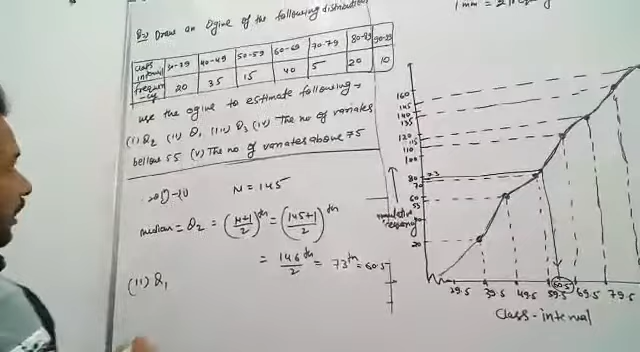 Q=> Draw an Ogive of the following distribution
class interval 30-39 40-49 50-59 60-69 70-79 80-89 90-99
frequen-cy 20 35 15 40 5 20 10
use the ogive to estimate following:-
(i) Q2 (ii) Q1 (iii) Q3 (iv) The no of variates
bellow 55 (v) The no of variates above 75
N = 145
median = Q2 = (N+1/2)th = (145+1/2)th
= 146th/2 = 73th = 60.5
(ii) Q1
1mm =
160
145
140
135
120
115
110
100
80 73
70
60
55
20
cumulative frequency
29.5 39.5 49.5 59.5 60.5 69.5 79.5
Class-interval